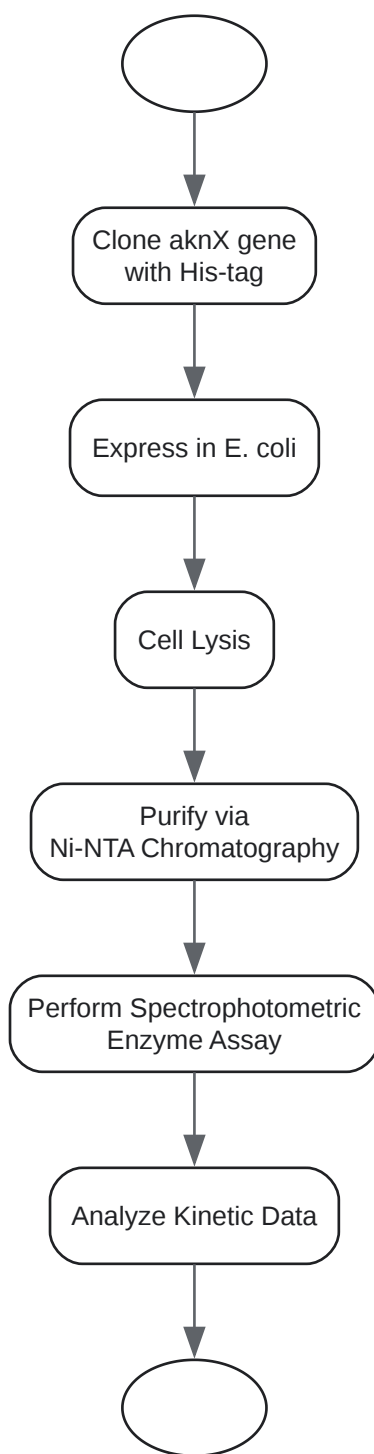 Clone aknX gene
with His-tag
Express in E. coli
Cell Lysis
Purify via
Ni-NTA Chromatography
Perform Spectrophotometric
Enzyme Assay
Analyze Kinetic Data